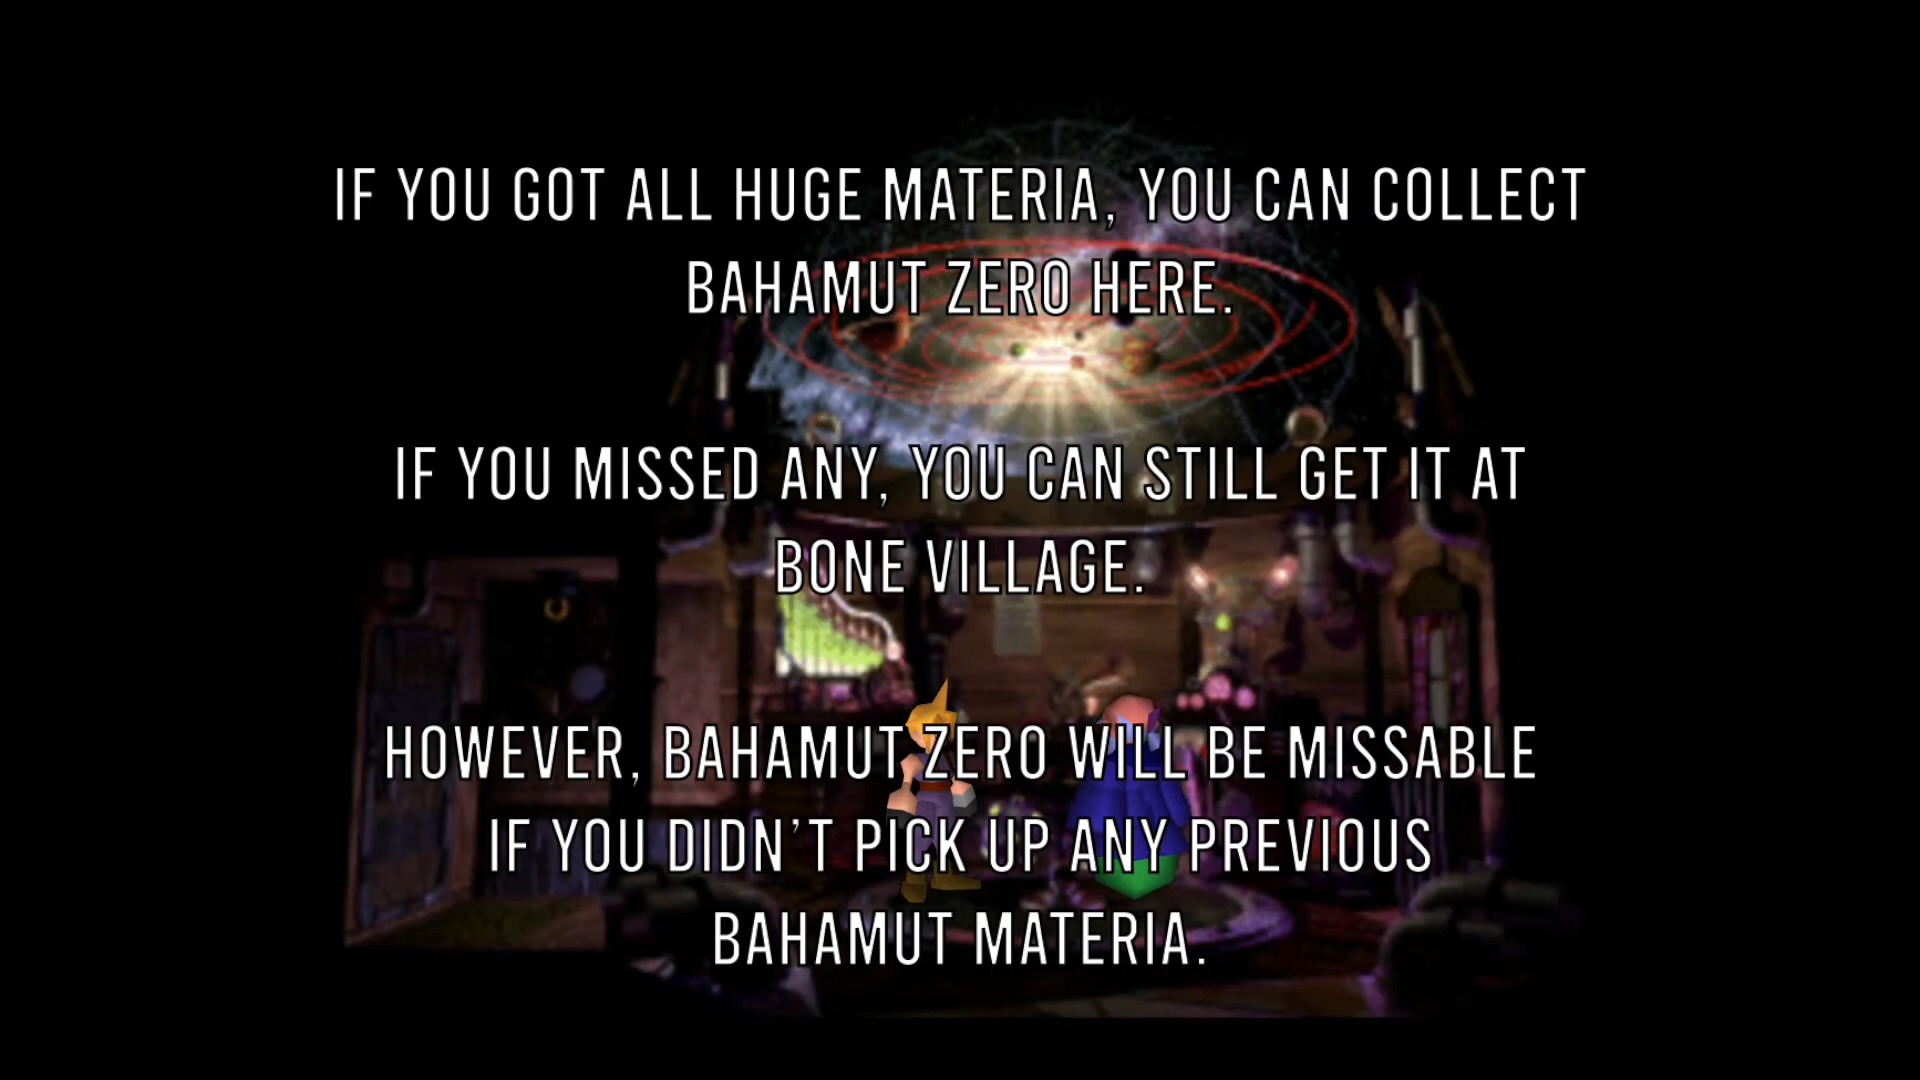 IF YOU GOT ALL HUGE MATERIA, YOU CAN COLLECT
BAHAMUT ZERO HERE.
IF YOU MISSED ANY, YOU CAN STILL GET IT AT
BONE VILLAGE.
HOWEVER, BAHAMUT ZERO WILL BE MISSABLE
IF YOU DIDN'T PICK UP ANY PREVIOUS
BAHAMUT MATERIA.